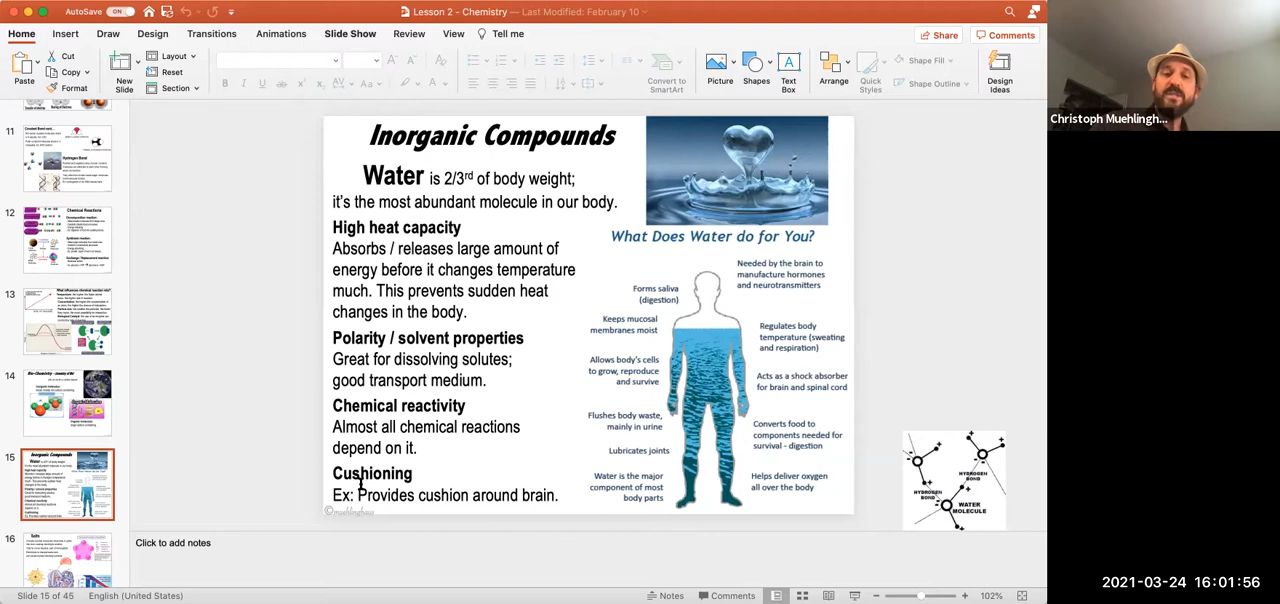 AutoSave ON
Lesson 2 - Chemistry — Last Modified: February 10
Home Insert Draw Design Transitions Animations Slide Show Review View Tell me
Share Comments
Paste
Cut
Copy
Format
New Slide
Layout
Reset
Section
Convert to SmartArt
Picture
Shapes
Text Box
Arrange
Quick Styles
Shape Fill
Shape Outline
Design Ideas
11
12
13
14
15
16
Inorganic Compounds
Water is 2/3rd of body weight;
it's the most abundant molecule in our body.
High heat capacity
Absorbs / releases large amount of
energy before it changes temperature
much. This prevents sudden heat
changes in the body.
Polarity / solvent properties
Great for dissolving solutes;
good transport medium.
Chemical reactivity
Almost all chemical reactions
depend on it.
Cushioning
Ex: Provides cushion around brain.
©muehlinghaus
What Does Water do for You?
Needed by the brain to
manufacture hormones
and neurotransmitters
Forms saliva
(digestion)
Keeps mucosal
membranes moist
Regulates body
temperature (sweating
and respiration)
Allows body's cells
to grow, reproduce
and survive
Acts as a shock absorber
for brain and spinal cord
Flushes body waste,
mainly in urine
Converts food to
components needed for
survival - digestion
Lubricates joints
Water is the major
component of most
body parts
Helps deliver oxygen
all over the body
HYDROGEN
BOND
HYDROGEN
BOND
WATER
MOLECULE
Click to add notes
Slide 15 of 45 English (United States)
Notes Comments 102%
Christoph Muehlingh...
2021-03-24 16:01:56